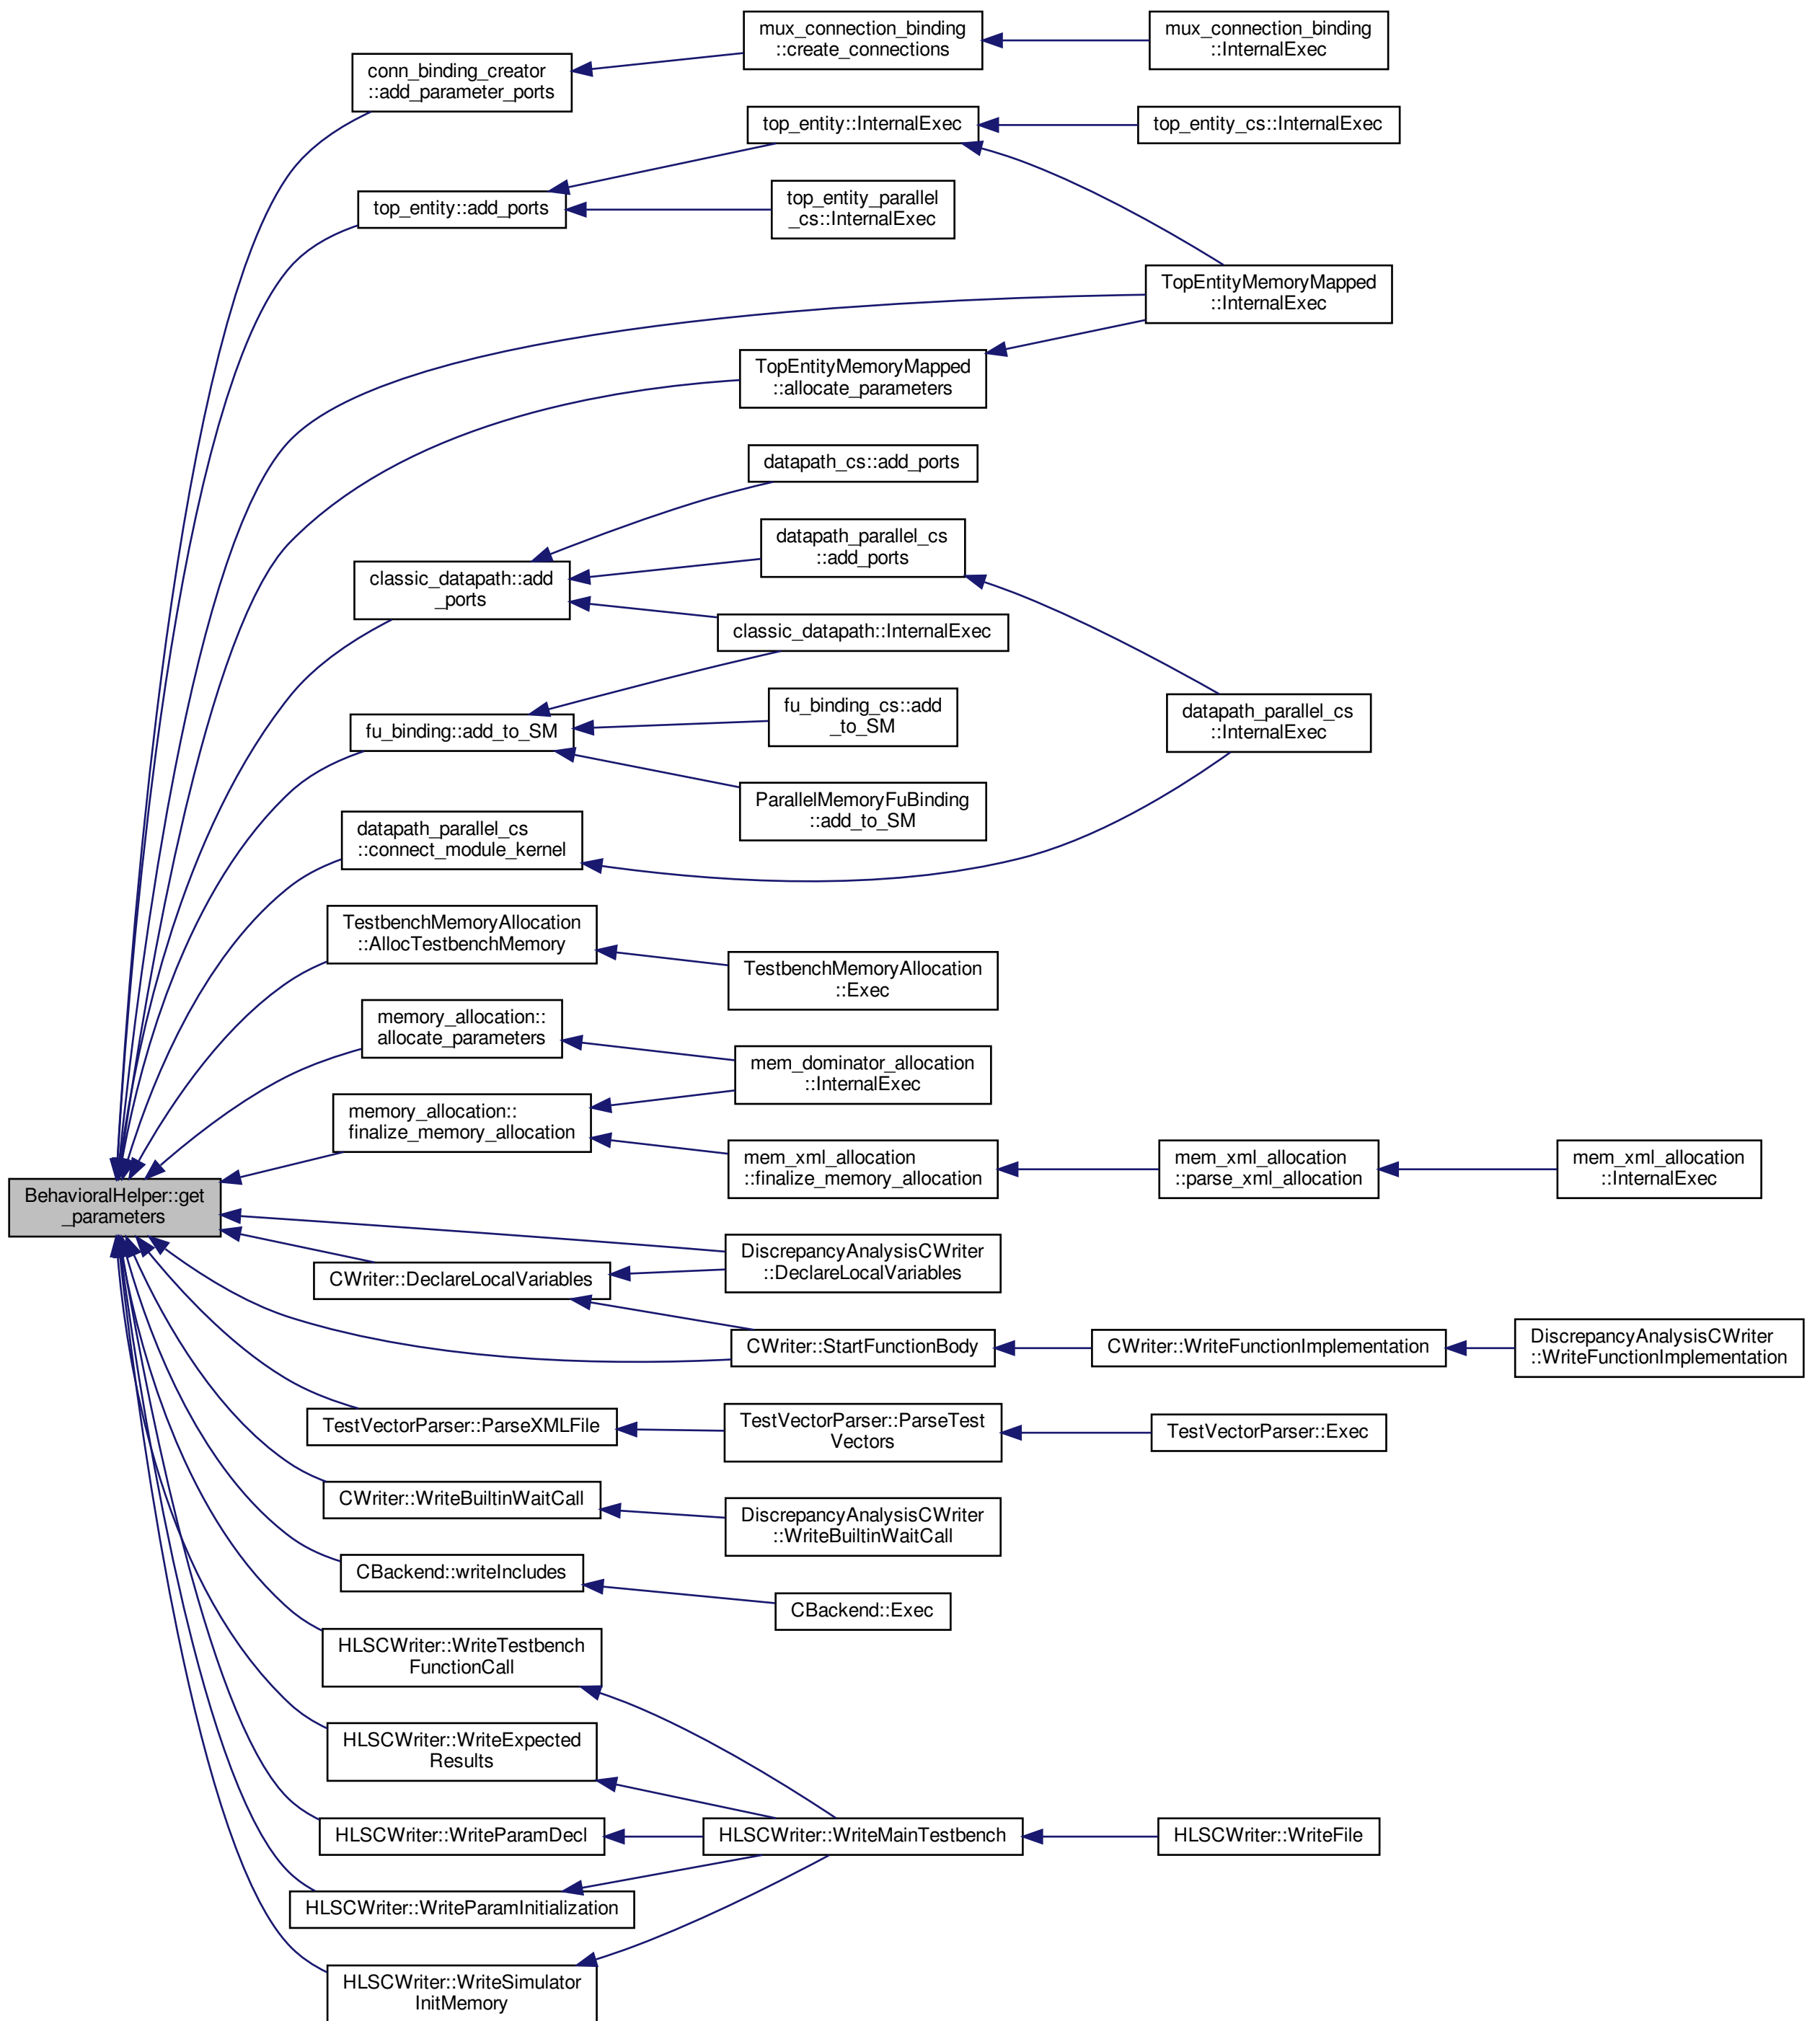 mux_connection_binding
::create_connections
mux_connection_binding
::InternalExec
conn_binding_creator
::add_parameter_ports
top_entity::InternalExec
top_entity_cs::InternalExec
top_entity::add_ports
top_entity_parallel
_cs::InternalExec
TopEntityMemoryMapped
::InternalExec
TopEntityMemoryMapped
::allocate_parameters
datapath_cs::add_ports
datapath_parallel_cs
::add_ports
classic_datapath::add
_ports
classic_datapath::InternalExec
fu_binding::add_to_SM
fu_binding_cs::add
_to_SM
datapath_parallel_cs
::InternalExec
ParallelMemoryFuBinding
::add_to_SM
datapath_parallel_cs
::connect_module_kernel
TestbenchMemoryAllocation
::AllocTestbenchMemory
TestbenchMemoryAllocation
::Exec
memory_allocation::
allocate_parameters
mem_dominator_allocation
::InternalExec
memory_allocation::
finalize_memory_allocation
mem_xml_allocation
::finalize_memory_allocation
mem_xml_allocation
::parse_xml_allocation
mem_xml_allocation
::InternalExec
BehavioralHelper::get
_parameters
DiscrepancyAnalysisCWriter
::DeclareLocalVariables
CWriter::DeclareLocalVariables
CWriter::StartFunctionBody
CWriter::WriteFunctionImplementation
DiscrepancyAnalysisCWriter
::WriteFunctionImplementation
TestVectorParser::ParseXMLFile
TestVectorParser::ParseTest
Vectors
TestVectorParser::Exec
CWriter::WriteBuiltinWaitCall
DiscrepancyAnalysisCWriter
::WriteBuiltinWaitCall
CBackend::writeIncludes
CBackend::Exec
HLSCWriter::WriteTestbench
FunctionCall
HLSCWriter::WriteExpected
Results
HLSCWriter::WriteParamDecl
HLSCWriter::WriteMainTestbench
HLSCWriter::WriteFile
HLSCWriter::WriteParamInitialization
HLSCWriter::WriteSimulator
InitMemory